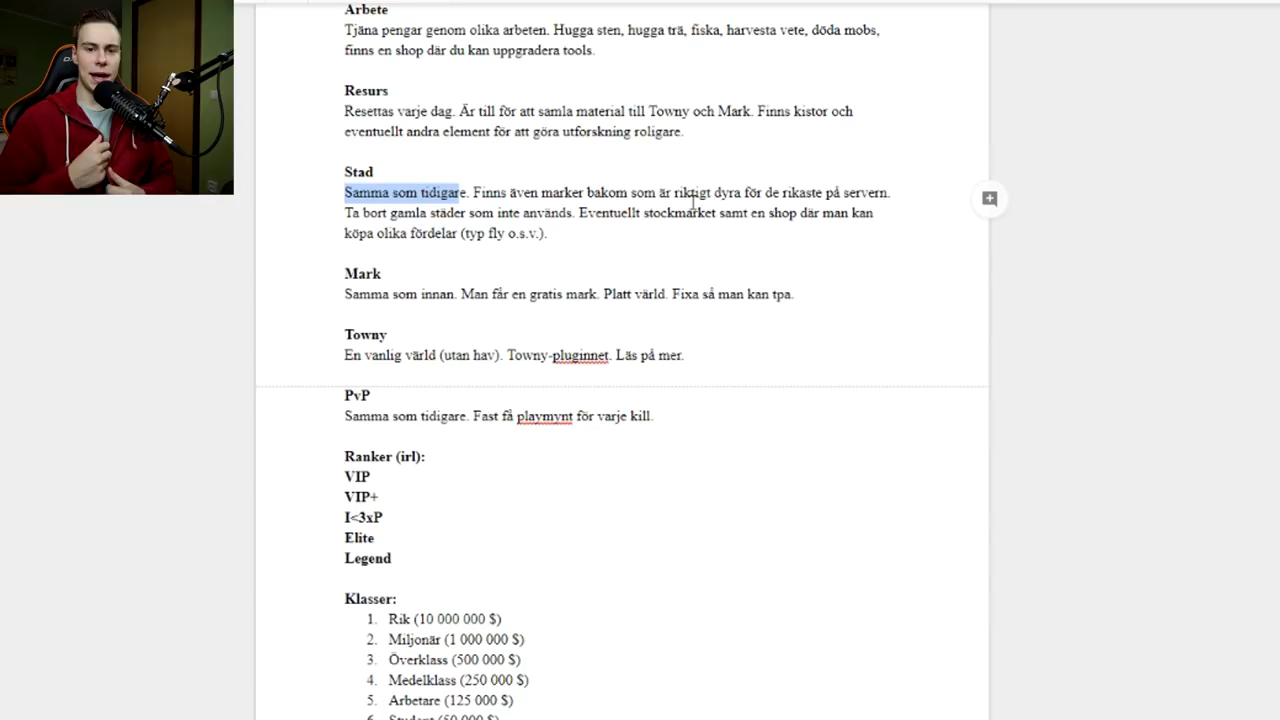 Arbete
Tjäna pengar genom olika arbeten. Hugga sten, hugga trä, fiska, harvesta vete, döda mobs,
finns en shop där du kan uppgradera tools.
Resurs
Resettas varje dag. Är till för att samla material till Towny och Mark. Finns kistor och
eventuellt andra element för att göra utforskning roligare.
Stad
Samma som tidigare. Finns även marker bakom som är riktigt dyra för de rikaste på servern.
Ta bort gamla städer som inte används. Eventuellt stockmarket samt en shop där man kan
köpa olika fördelar (typ fly o.s.v.).
Mark
Samma som innan. Man får en gratis mark. Platt värld. Fixa så man kan tpa.
Towny
En vanlig värld (utan hav). Towny-pluginnet. Läs på mer.
PvP
Samma som tidigare. Fast få playmynt för varje kill.
Ranker (irl):
VIP
VIP+
I<3xP
Elite
Legend
Klasser:
1. Rik (10 000 000 $)
2. Miljonär (1 000 000 $)
3. Överklass (500 000 $)
4. Medelklass (250 000 $)
5. Arbetare (125 000 $)
6. Student (50 000 $)